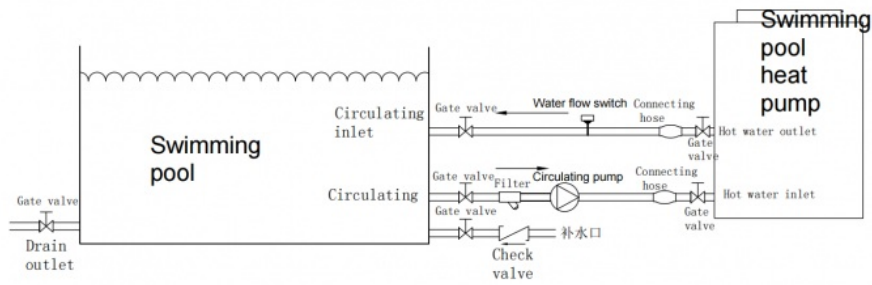 Swimming
pool
heat
pump
Gate valve
Water flow switch
Connecting
hose
Circulating
inlet
Gate
valve
Hot water outlet
Swimming
pool
Gate valve
Filter
Circulating pump
Connecting
hose
Circulating
Hot water inlet
Gate
valve
Gate valve
Gate valve
补水口
Drain
outlet
Check
valve